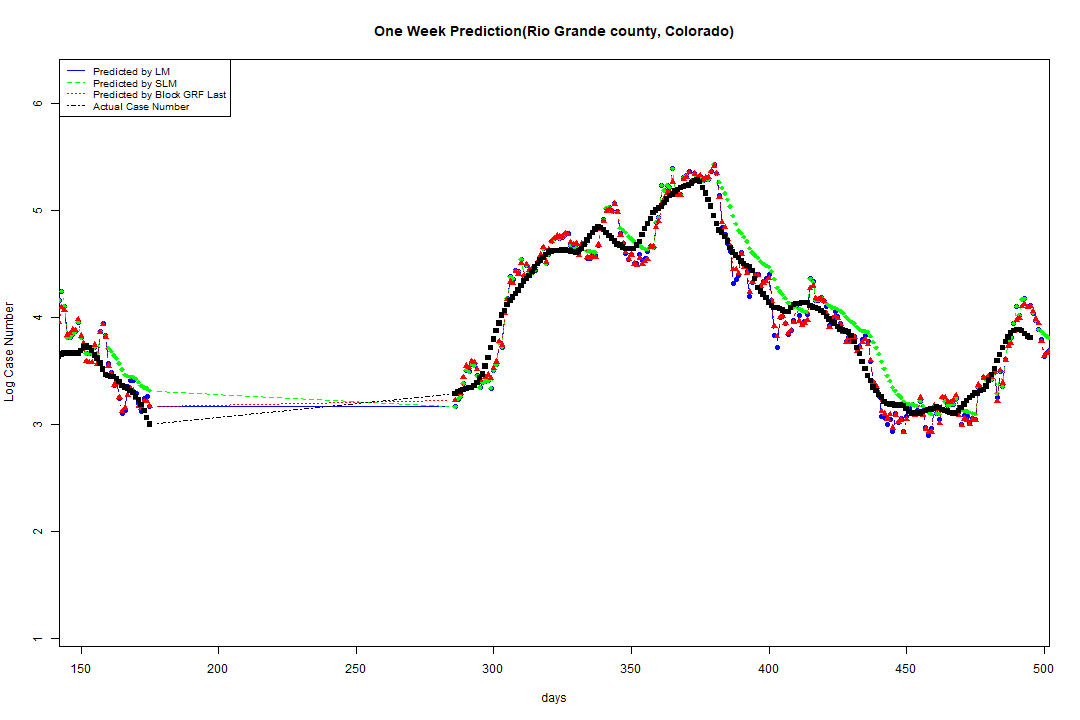 One Week Prediction(Rio Grande county, Colorado)
Predicted by LM
Predicted by SLM
Predicted by Block GRF Last
Actual Case Number
6
5
4
3
2
1
Log Case Number
150 200 250 300 350 400 450 500
days